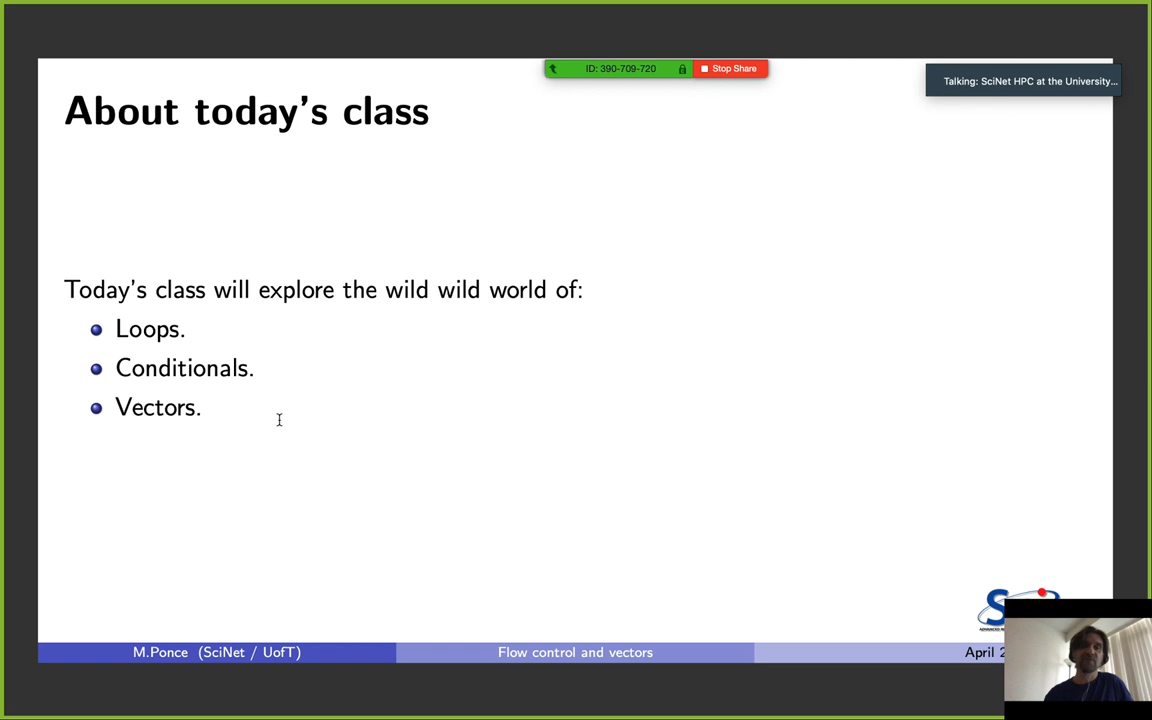 ID: 390-709-720
Stop Share
Talking: SciNet HPC at the University...
About today's class
Today's class will explore the wild wild world of:
Loops.
Conditionals.
Vectors.
M.Ponce (SciNet / UofT)
Flow control and vectors
April